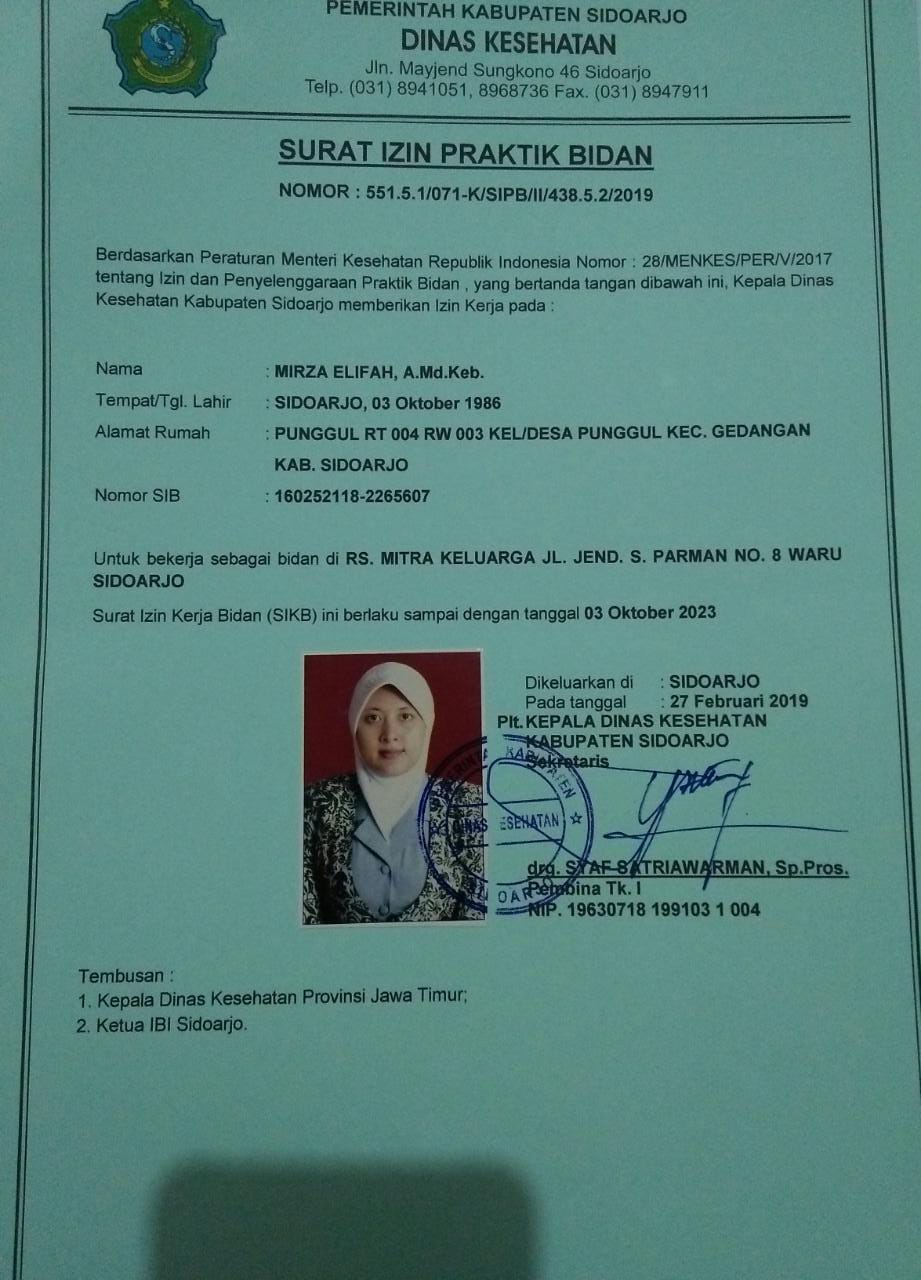 PEMERINTAH KABUPATEN SIDOARJO
DINAS KESEHATAN
Jln. Mayjend Sungkono 46 Sidoarjo
Telp. (031) 8941051, 8968736 Fax. (031) 8947911
SURAT IZIN PRAKTIK BIDAN
NOMOR : 551.5.1/071-K/SIPB/II/438.5.2/2019
Berdasarkan Peraturan Menteri Kesehatan Republik Indonesia Nomor : 28/MENKES/PER/V/2017
tentang Izin dan Penyelenggaraan Praktik Bidan , yang bertanda tangan dibawah ini, Kepala Dinas
Kesehatan Kabupaten Sidoarjo memberikan Izin Kerja pada :
Nama : MIRZA ELIFAH, A.Md.Keb.
Tempat/Tgl. Lahir : SIDOARJO, 03 Oktober 1986
Alamat Rumah : PUNGGUL RT 004 RW 003 KEL/DESA PUNGGUL KEC. GEDANGAN
KAB. SIDOARJO
Nomor SIB : 160252118-2265607
Untuk bekerja sebagai bidan di RS. MITRA KELUARGA JL. JEND. S. PARMAN NO. 8 WARU
SIDOARJO
Surat Izin Kerja Bidan (SIKB) ini berlaku sampai dengan tanggal 03 Oktober 2023
Dikeluarkan di : SIDOARJO
Pada tanggal : 27 Februari 2019
Plt. KEPALA DINAS KESEHATAN
KABUPATEN SIDOARJO
Sekretaris
KABUPATEN
DINAS KESEHATAN
drg. SYAF SATRIAWARMAN, Sp.Pros.
Pembina Tk. I
NIP. 19630718 199103 1 004
Tembusan :
1. Kepala Dinas Kesehatan Provinsi Jawa Timur;
2. Ketua IBI Sidoarjo.